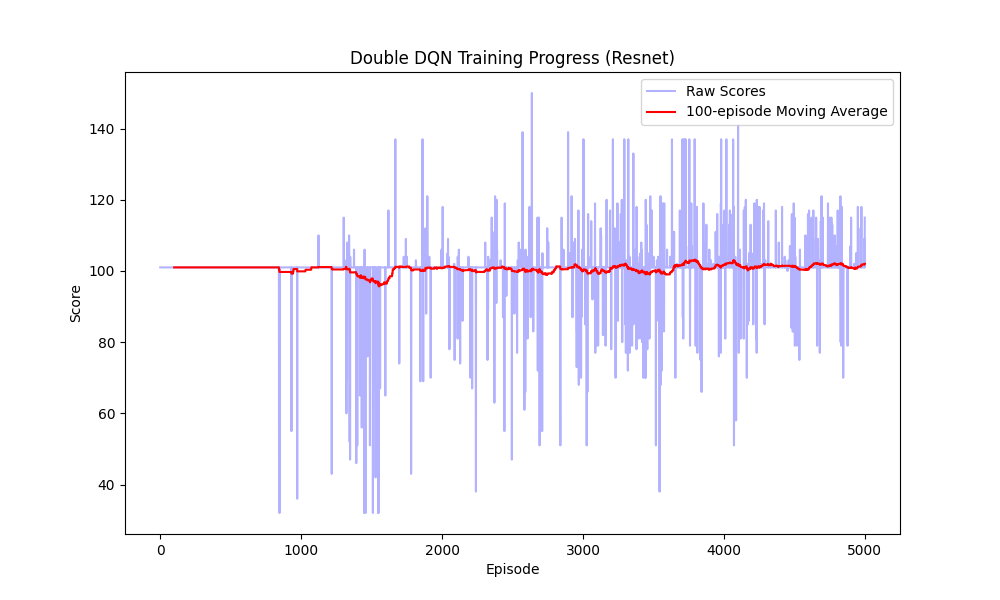 Double DQN Training Progress (Resnet)
Raw Scores
100-episode Moving Average
Score
140
120
100
80
60
40
0
1000
2000
3000
4000
5000
Episode